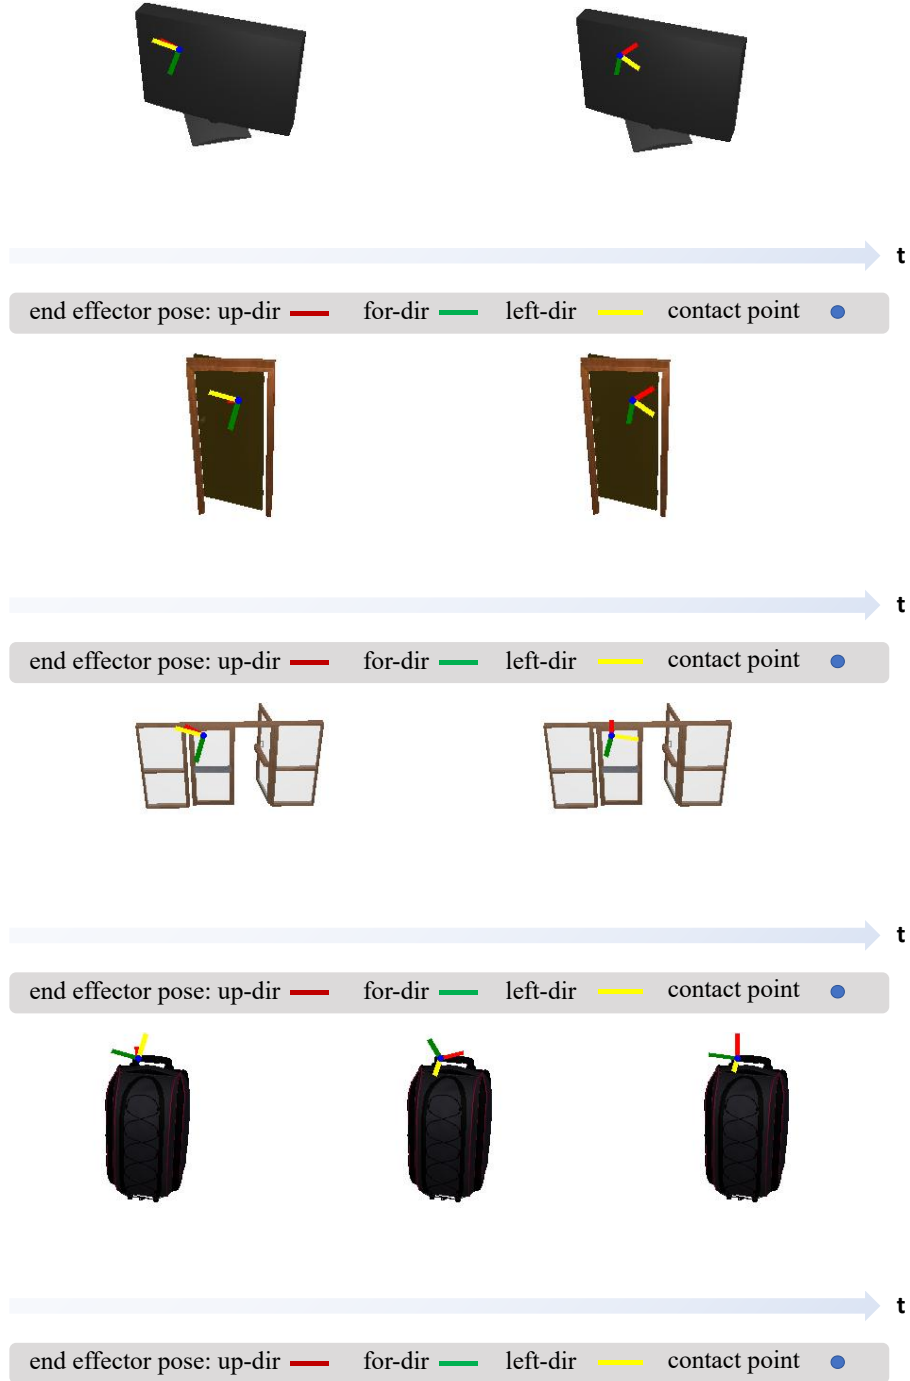 t
end effector pose: up-dir for-dir left-dir contact point
t
end effector pose: up-dir for-dir left-dir contact point
t
end effector pose: up-dir for-dir left-dir contact point
t
end effector pose: up-dir for-dir left-dir contact point